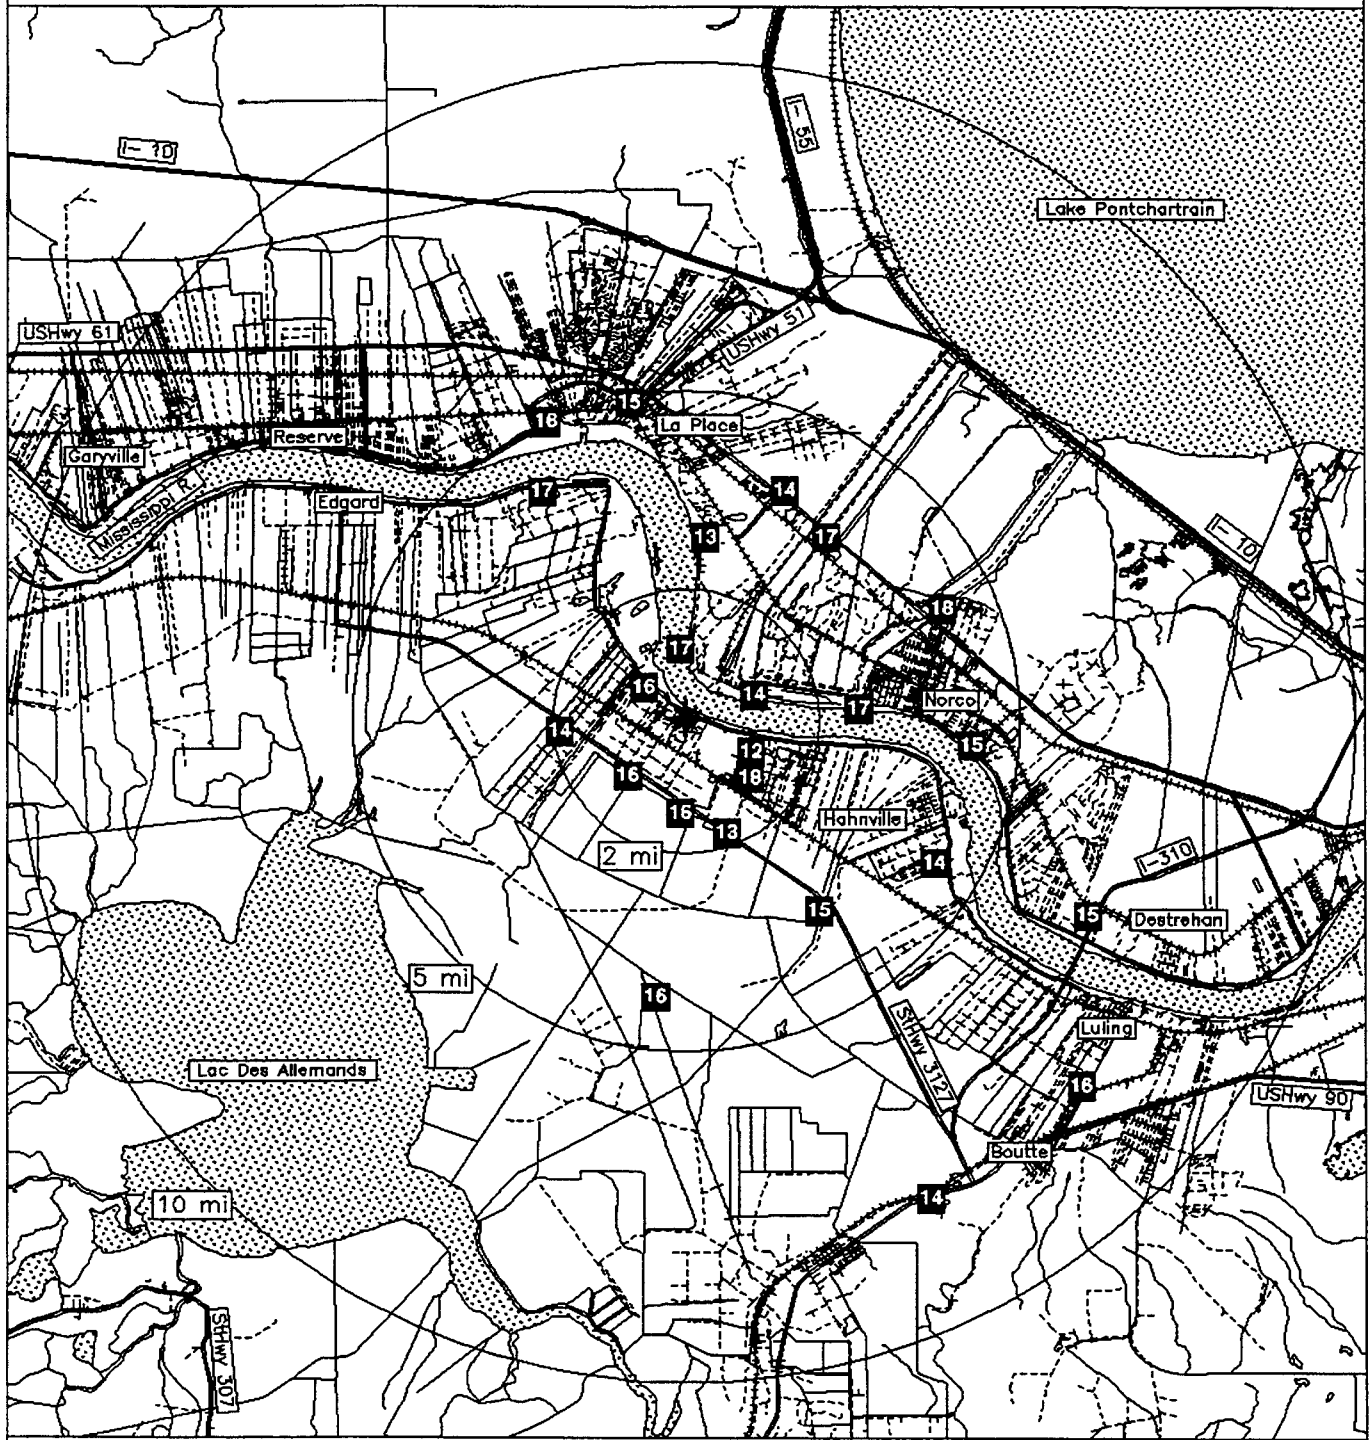 I-55
I-10
Lake Pontchartrain
USHwy 61
USHwy 51
15
18
La Place
Reserve
Garyville
14
17
Edgard
Mississippi R.
13
17
I-10
18
17
16
14
17
Norco
14
15
12
16
18
16
13
Hahnville
2 mi
14
I-310
15
15
Destrehan
5 mi
16
Luling
StHwy 3127
Lac Des Allemands
16
USHwy 90
Boutte
10 mi
14
StHwy 307